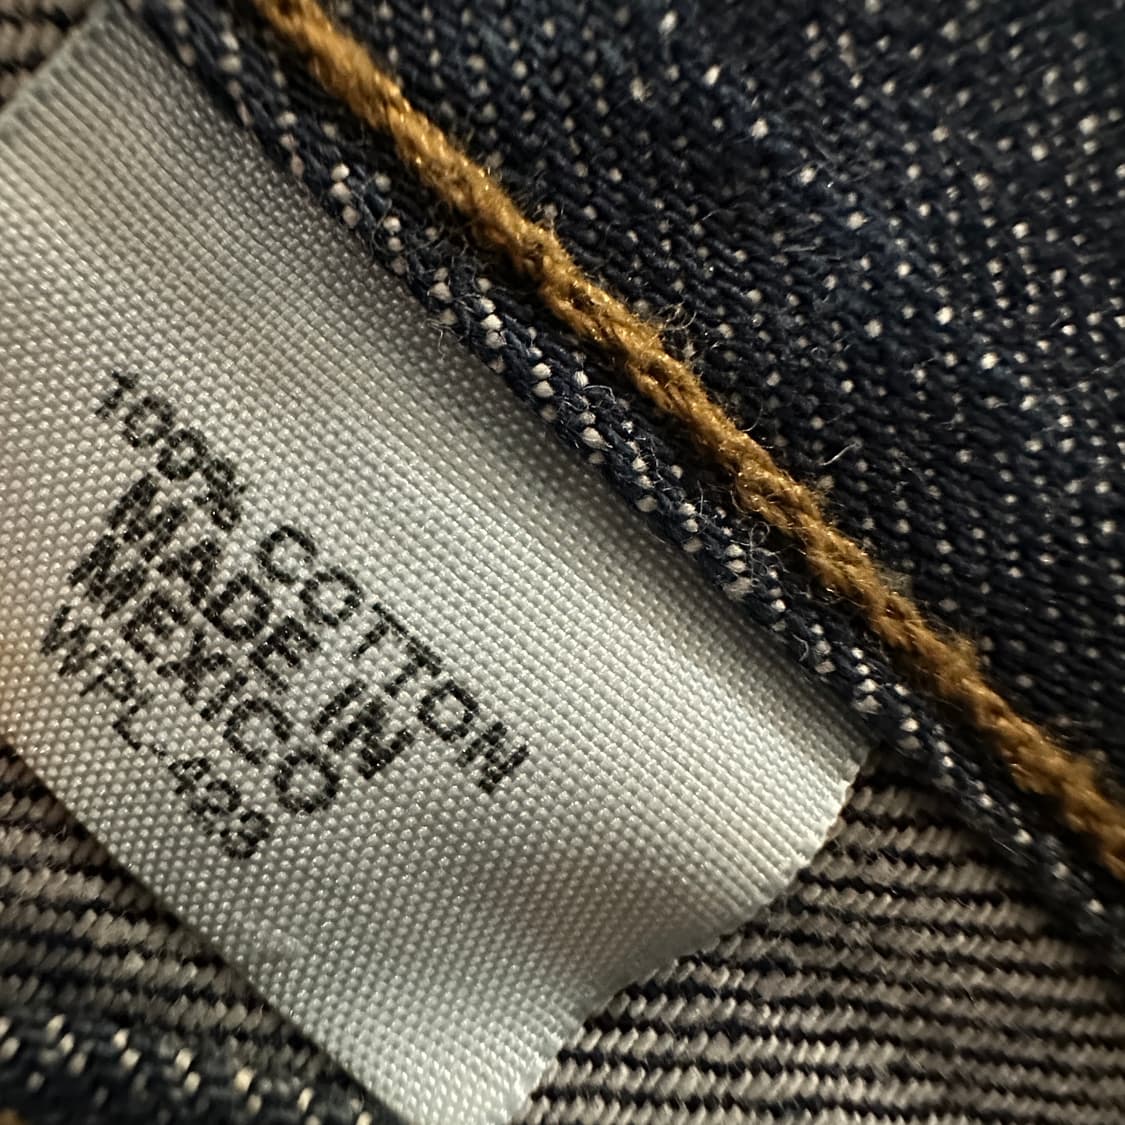 100% COTTON
MADE IN
MEXICO
WPL-423